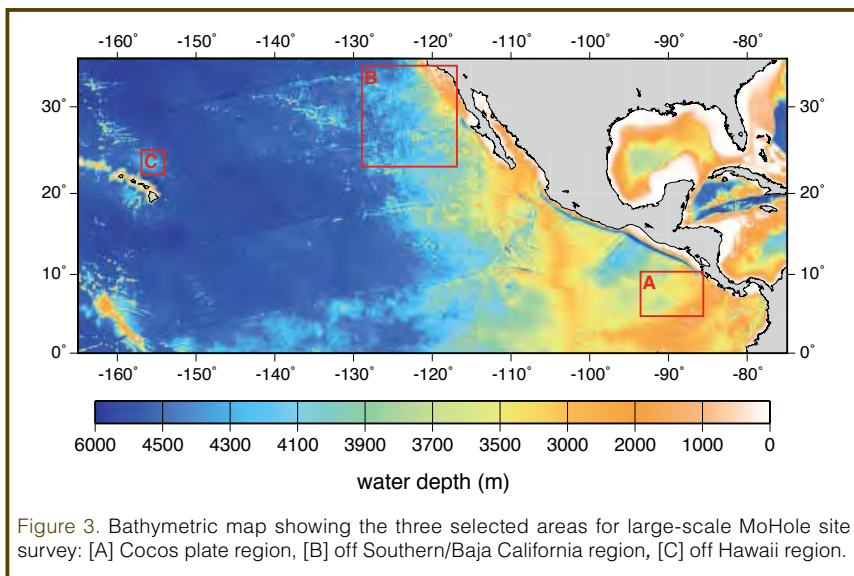 -160° -150° -140° -130° -120° -110° -100° -90° -80°
B
30° 30°
C
20° 20°
A
10° 10°
0° 0°
-160° -150° -140° -130° -120° -110° -100° -90° -80°
6000 4500 4300 4100 3900 3700 3500 3000 2000 1000 0
water depth (m)
Figure 3. Bathymetric map showing the three selected areas for large-scale MoHole site
survey: [A] Cocos plate region, [B] off Southern/Baja California region, [C] off Hawaii region.